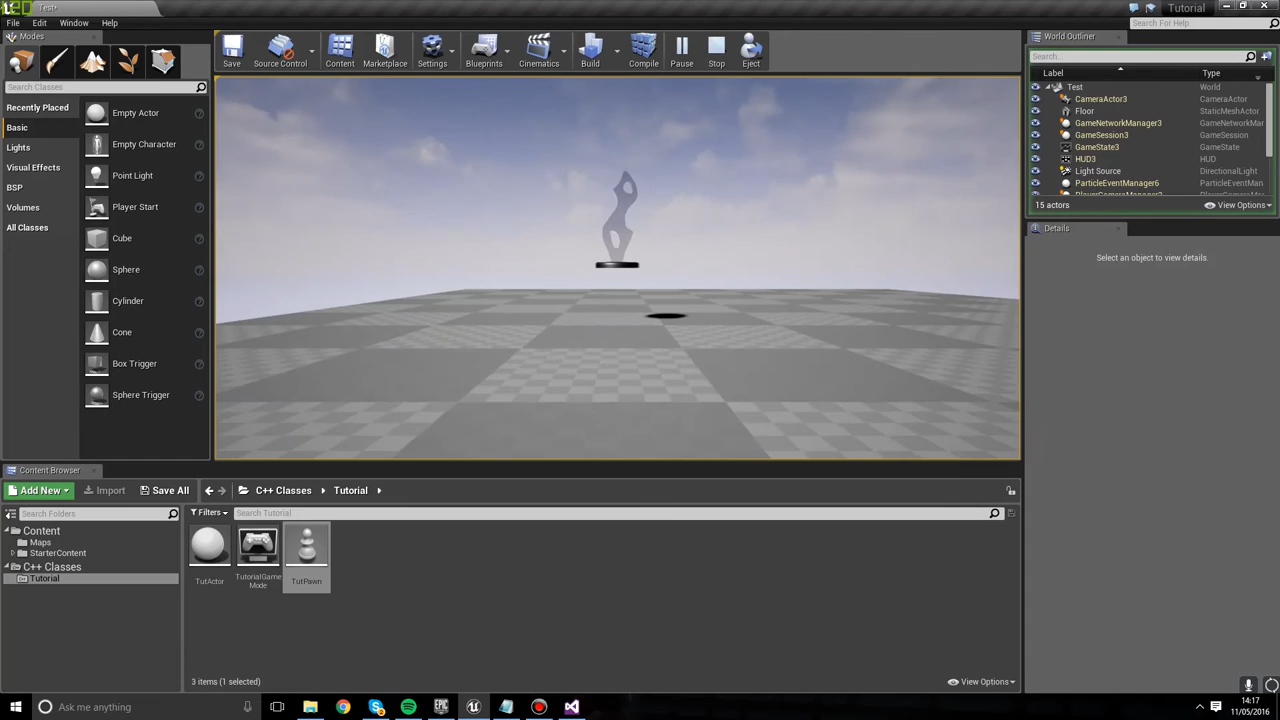 Test*
Tutorial
File Edit Window Help
Search For Help
Modes
Search Classes
Recently Placed
Basic
Lights
Visual Effects
BSP
Volumes
All Classes
Empty Actor
Empty Character
Point Light
Player Start
Cube
Sphere
Cylinder
Cone
Box Trigger
Sphere Trigger
Save Source Control Content Marketplace Settings Blueprints Cinematics Build Compile Pause Stop Eject
World Outliner
Search...
Label Type
Test World
CameraActor3 CameraActor
Floor StaticMeshActor
GameNetworkManager3 GameNetworkMar
GameSession3 GameSession
GameState3 GameState
HUD3 HUD
Light Source DirectionalLight
ParticleEventManager6 ParticleEventMan
15 actors View Options
Details
Select an object to view details.
Content Browser
Add New Import Save All C++ Classes Tutorial
Search Folders
Filters Search Tutorial
Content
Maps
StarterContent
C++ Classes
Tutorial
TutActor
TutorialGame
Mode
TutPawn
3 items (1 selected) View Options
Ask me anything
14:17
11/05/2016